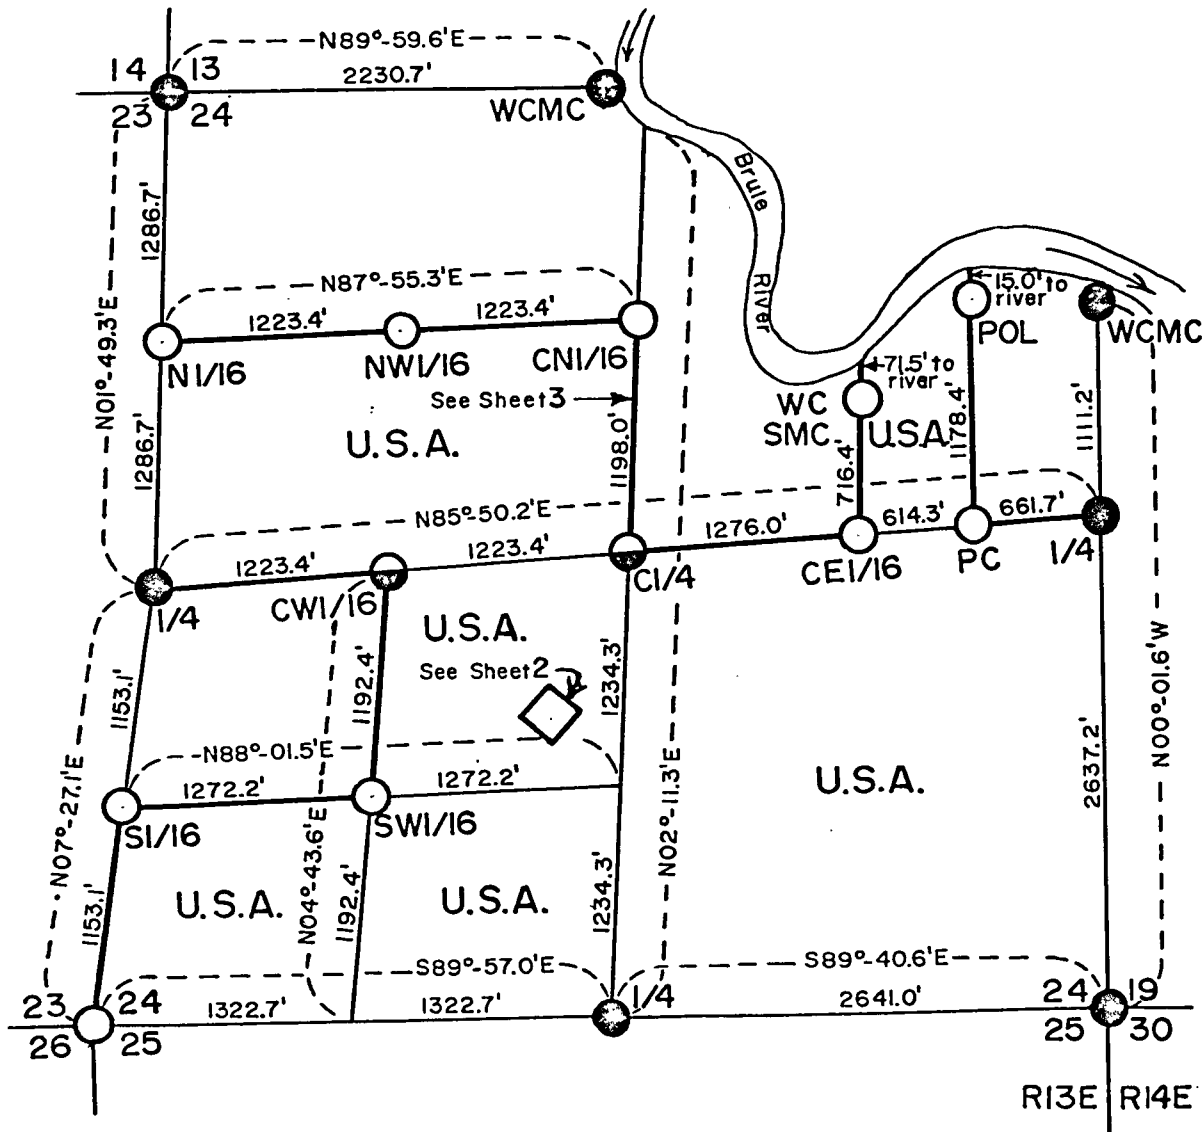 N89°-59.6'E
14 13
2230.7'
23 24
WCMC
Brule
River
1286.7'
N01°-49.3'E
N87°-55.3'E
1223.4'
1223.4'
N1/16
NW1/16
CN1/16
See Sheet 3
15.0' to
river
POL
WCMC
71.5' to
river
WC
SMC
U.S.A.
U.S.A.
1286.7'
1198.0'
716.4'
1178.4'
1111.2'
N85°-50.2'E
1223.4'
1223.4'
1276.0'
614.3'
661.7'
1/4
CW1/16
C1/4
CE1/16
PC
1/4
U.S.A.
See Sheet 2
1153.1'
1192.4'
1234.3'
N07°-27.1'E
N88°-01.5'E
1272.2'
1272.2'
S1/16
SW1/16
N04°-43.6'E
N02°-11.3'E
U.S.A.
2637.2'
N00°-01.6'W
U.S.A.
U.S.A.
1153.1'
1192.4'
1234.3'
S89°-57.0'E
S89°-40.6'E
23 24
1322.7'
1322.7'
1/4
2641.0'
24 19
26 25
25 30
R13E R14E